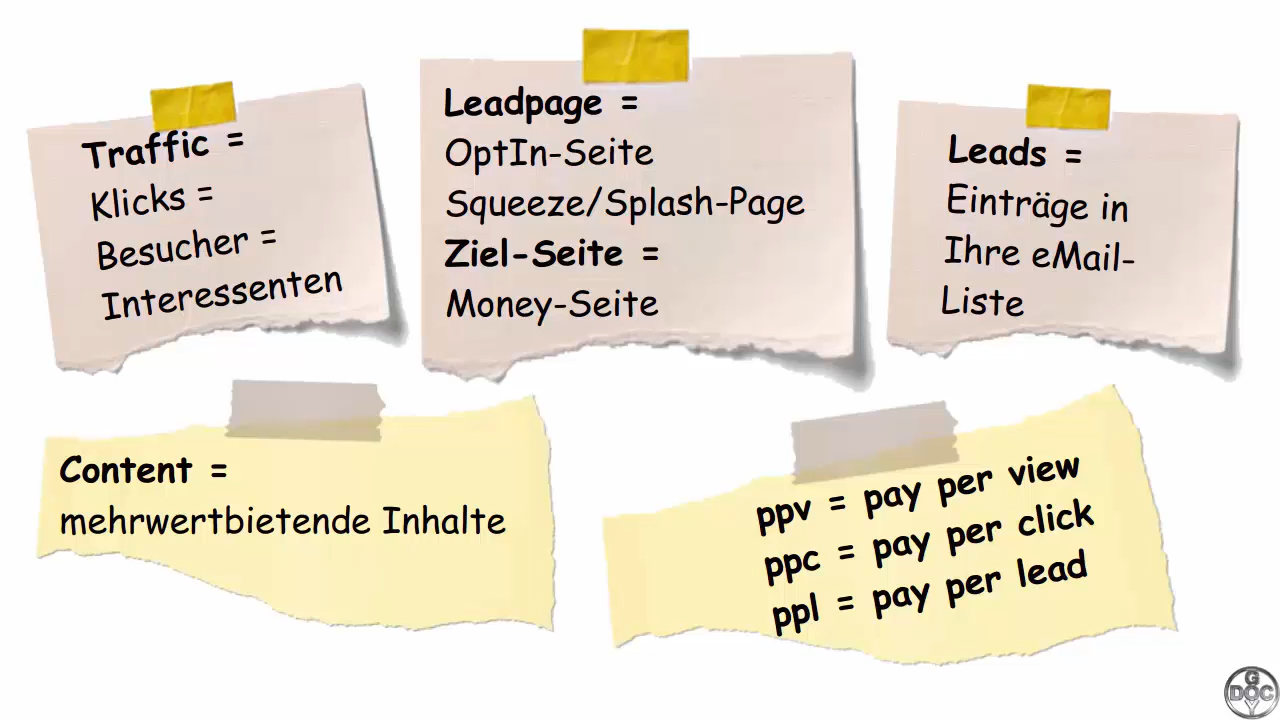 Traffic =
Klicks =
Besucher =
Interessenten
Leadpage =
OptIn-Seite
Squeeze/Splash-Page
Ziel-Seite =
Money-Seite
Leads =
Einträge in
Ihre eMail-
Liste
Content =
mehrwertbietende Inhalte
ppv = pay per view
ppc = pay per click
ppl = pay per lead
G
DOC
Y